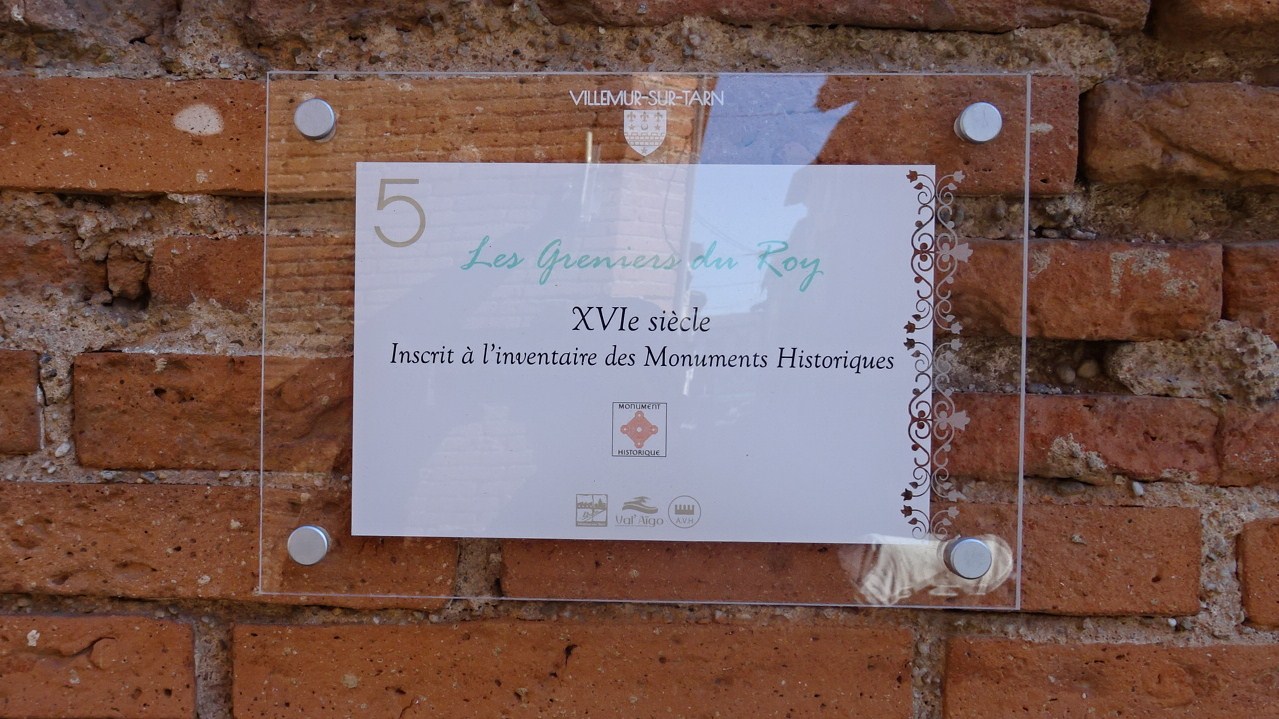 VILLEMUR-SUR-TARN
5
Les Greniers du Roy
XVIe siècle
Inscrit à l'inventaire des Monuments Historiques
MONUMENT
HISTORIQUE
Val'Aïgo
A.V.H